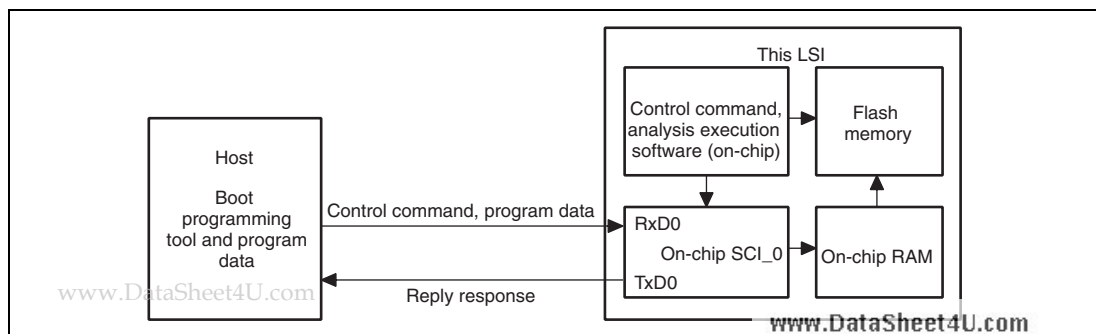 This LSI
Control command,
analysis execution
software (on-chip)
Flash
memory
Host
Boot
programming
tool and program
data
Control command, program data
RxD0
On-chip SCI_0
TxD0
On-chip RAM
Reply response
www.DataSheet4U.com
www.DataSheet4U.com